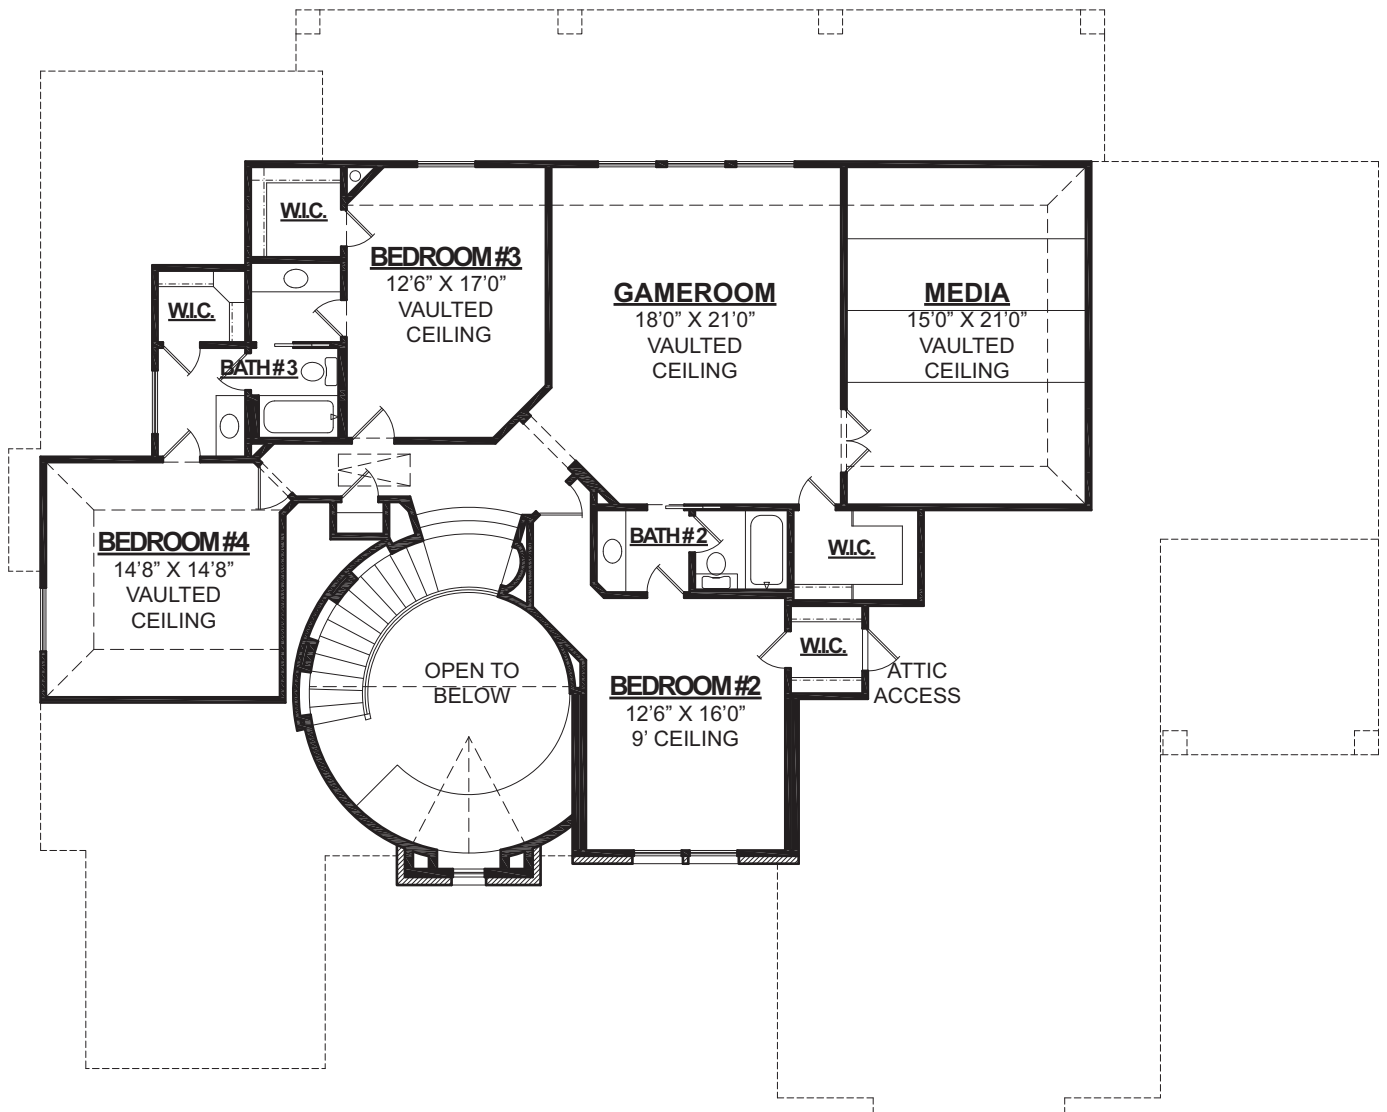 W.I.C.
BEDROOM #3
12'6” X 17'0”
VAULTED
CEILING
GAMEROOM
18'0” X 21'0”
VAULTED
CEILING
MEDIA
15'0” X 21'0”
VAULTED
CEILING
W.I.C.
BATH # 3
BEDROOM #4
14'8” X 14'8”
VAULTED
CEILING
BATH # 2
W.I.C.
W.I.C.
ATTIC
ACCESS
OPEN TO
BELOW
BEDROOM #2
12'6” X 16'0”
9' CEILING